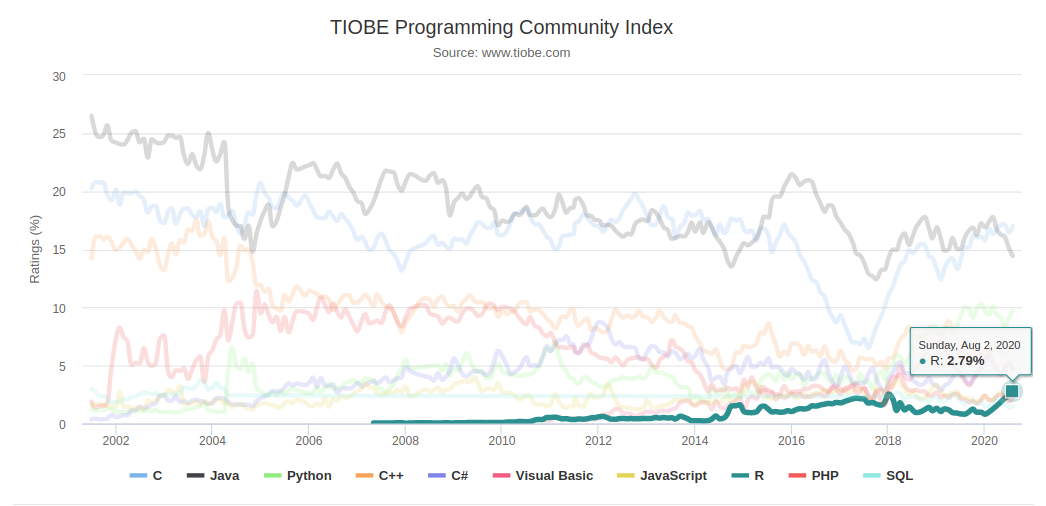 TIOBE Programming Community Index
Source: www.tiobe.com
Ratings (%)
30
25
20
15
10
5
0
Sunday, Aug 2, 2020
● R: 2.79%
2002 2004 2006 2008 2010 2012 2014 2016 2018 2020
C Java Python C++ C# Visual Basic JavaScript R PHP SQL